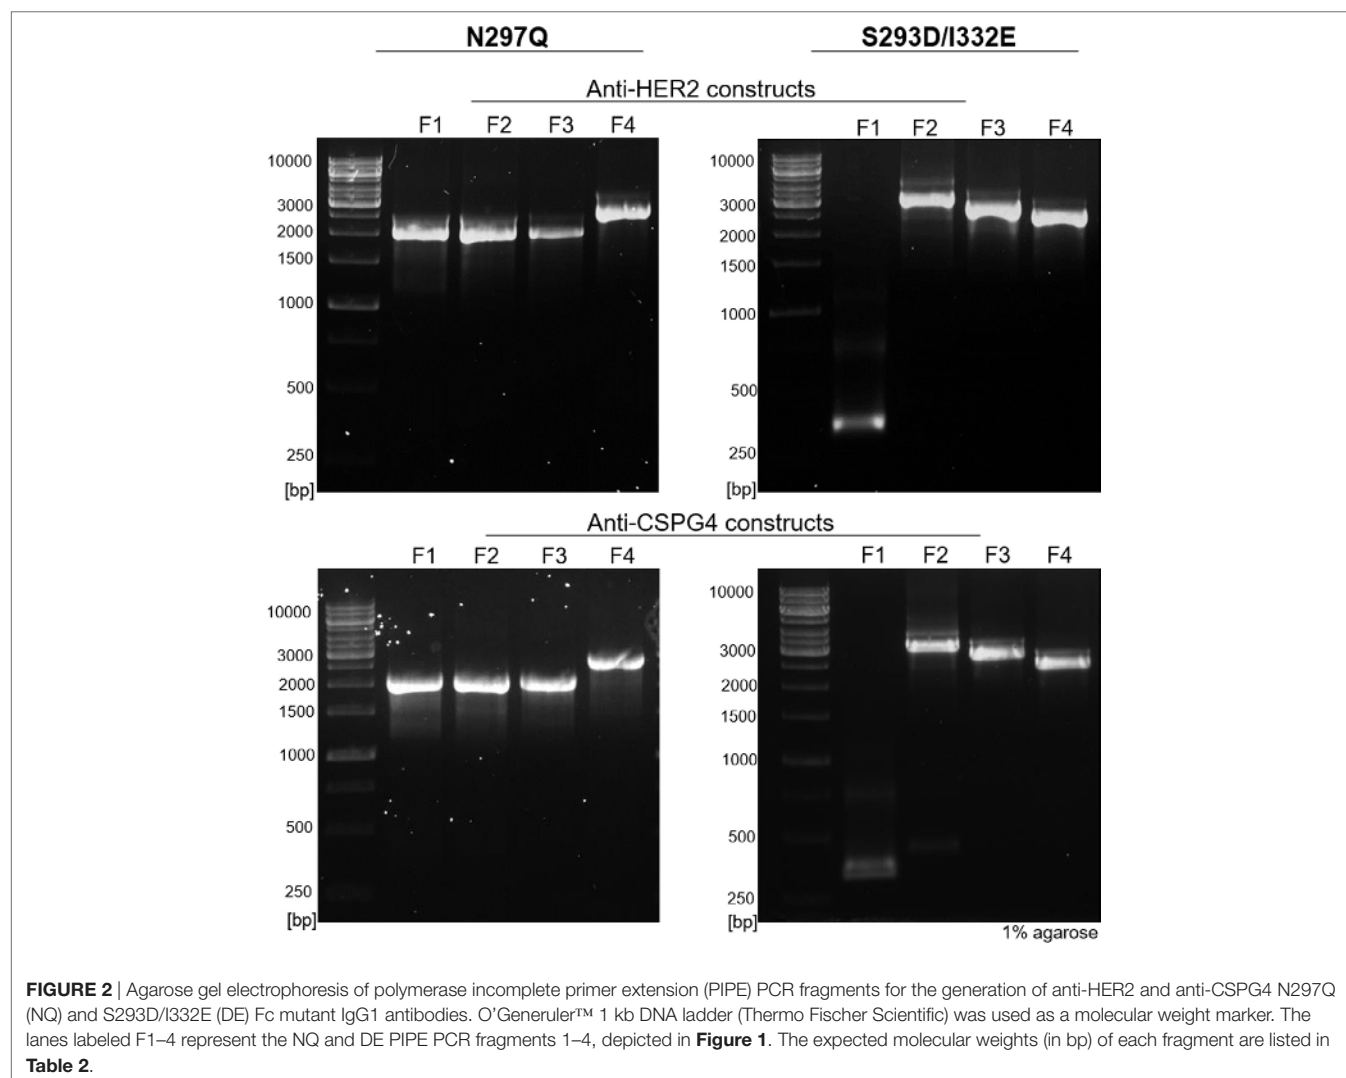 N297Q
S293D/I332E
Anti-HER2 constructs
F1 F2 F3 F4
F1 F2 F3 F4
10000
3000
2000
1500
1000
500
250
[bp]
10000
3000
2000
1500
1000
500
250
[bp]
Anti-CSPG4 constructs
F1 F2 F3 F4
F1 F2 F3 F4
10000
3000
2000
1500
1000
500
250
[bp]
10000
3000
2000
1500
1000
500
250
[bp]
1% agarose
FIGURE 2 | Agarose gel electrophoresis of polymerase incomplete primer extension (PIPE) PCR fragments for the generation of anti-HER2 and anti-CSPG4 N297Q
(NQ) and S293D/I332E (DE) Fc mutant IgG1 antibodies. O’Generuler™ 1 kb DNA ladder (Thermo Fischer Scientific) was used as a molecular weight marker. The
lanes labeled F1–4 represent the NQ and DE PIPE PCR fragments 1–4, depicted in Figure 1. The expected molecular weights (in bp) of each fragment are listed in
Table 2.